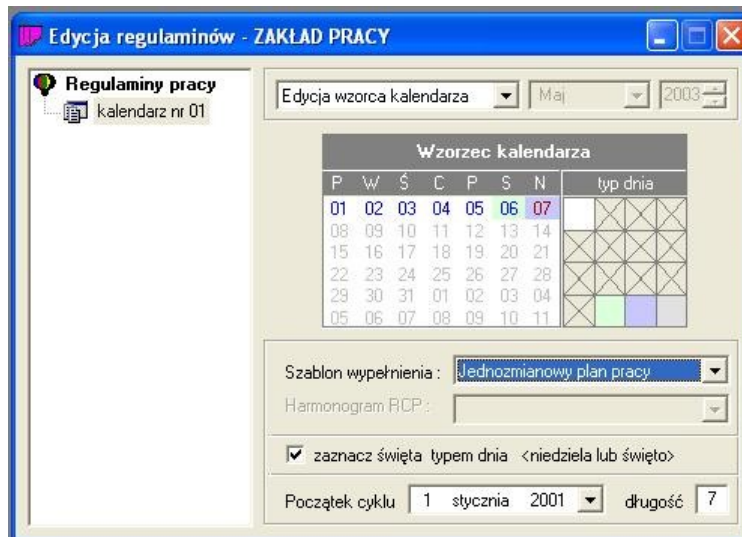 Edycja regulaminów - ZAKŁAD PRACY
Regulaminy pracy
kalendarz nr 01
Edycja wzorca kalendarza
Maj
2003
Wzorzec kalendarza
P W Ś C P S N typ dnia
01 02 03 04 05 06 07
08 09 10 11 12 13 14
15 16 17 18 19 20 21
22 23 24 25 26 27 28
29 30 31 01 02 03 04
05 06 07 08 09 10 11
Szablon wypełnienia : Jednozmianowy plan pracy
Harmonogram RCP :
zaznacz święta typem dnia <niedziela lub święto>
Początek cyklu 1 stycznia 2001 długość 7